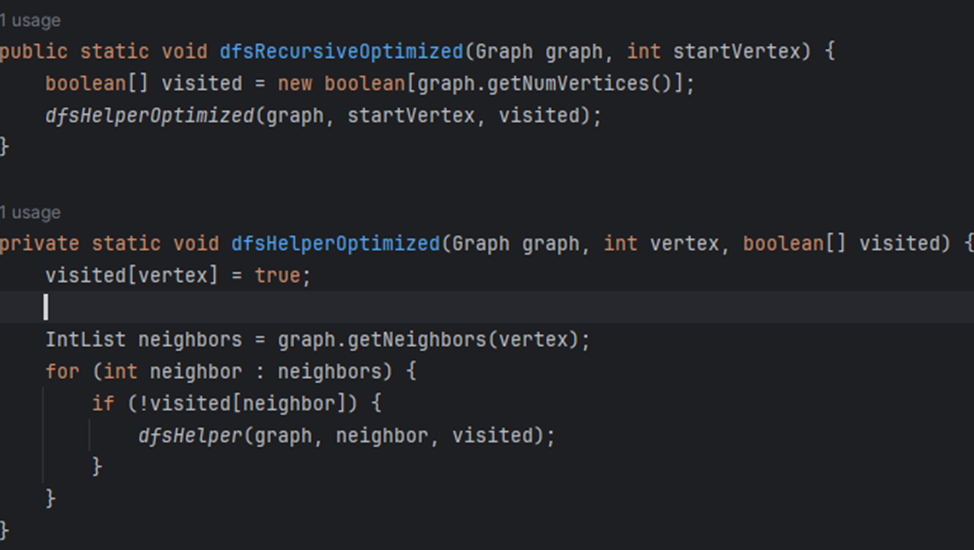 1 usage
public static void dfsRecursiveOptimized(Graph graph, int startVertex) {
    boolean[] visited = new boolean[graph.getNumVertices()];
    dfsHelperOptimized(graph, startVertex, visited);
}
1 usage
private static void dfsHelperOptimized(Graph graph, int vertex, boolean[] visited) {
    visited[vertex] = true;
    IntList neighbors = graph.getNeighbors(vertex);
    for (int neighbor : neighbors) {
        if (!visited[neighbor]) {
            dfsHelper(graph, neighbor, visited);
        }
    }
}